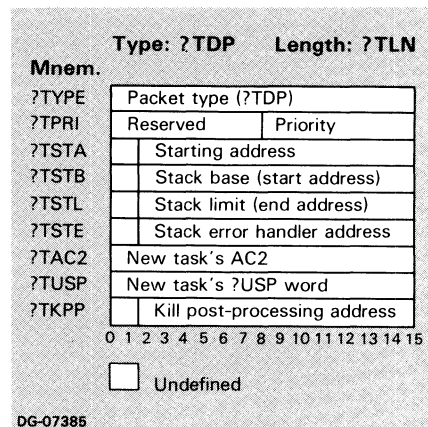 Type: ?TDP Length: ?TLN
Mnem.
?TYPE Packet type (?TDP)
?TPRI Reserved Priority
?TSTA Starting address
?TSTB Stack base (start address)
?TSTL Stack limit (end address)
?TSTE Stack error handler address
?TAC2 New task's AC2
?TUSP New task's ?USP word
?TKPP Kill post-processing address
0 1 2 3 4 5 6 7 8 9 10 11 12 13 14 15
Undefined
DG-07385